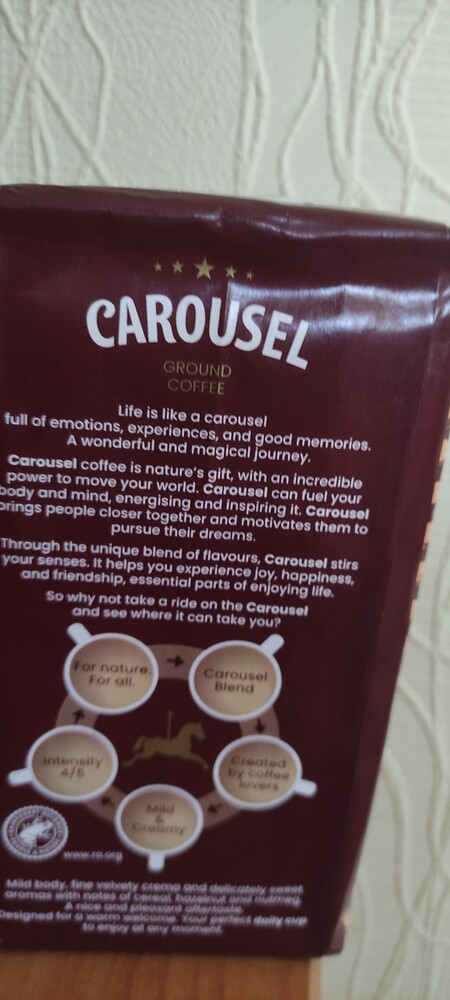 CAROUSEL
GROUND
COFFEE
Life is like a carousel
full of emotions, experiences, and good memories.
A wonderful and magical journey.
Carousel coffee is nature's gift, with an incredible
power to move your world. Carousel can fuel your
body and mind, energising and inspiring it. Carousel
brings people closer together and motivates them to
pursue their dreams.
Through the unique blend of flavours, Carousel stirs
your senses. It helps you experience joy, happiness,
and friendship, essential parts of enjoying life.
So why not take a ride on the Carousel
and see where it can take you?
For nature.
For all.
Carousel
Blend
Intensity
4/5
Created
by coffee
lovers
Mild
&
Creamy
www.ra.org
Mild body, fine velvety crema and delicately sweet
aromas with notes of cereal, hazelnut and nutmeg.
A nice and pleasant aftertaste.
Designed for a warm welcome. Your perfect daily cup
to enjoy at any moment.